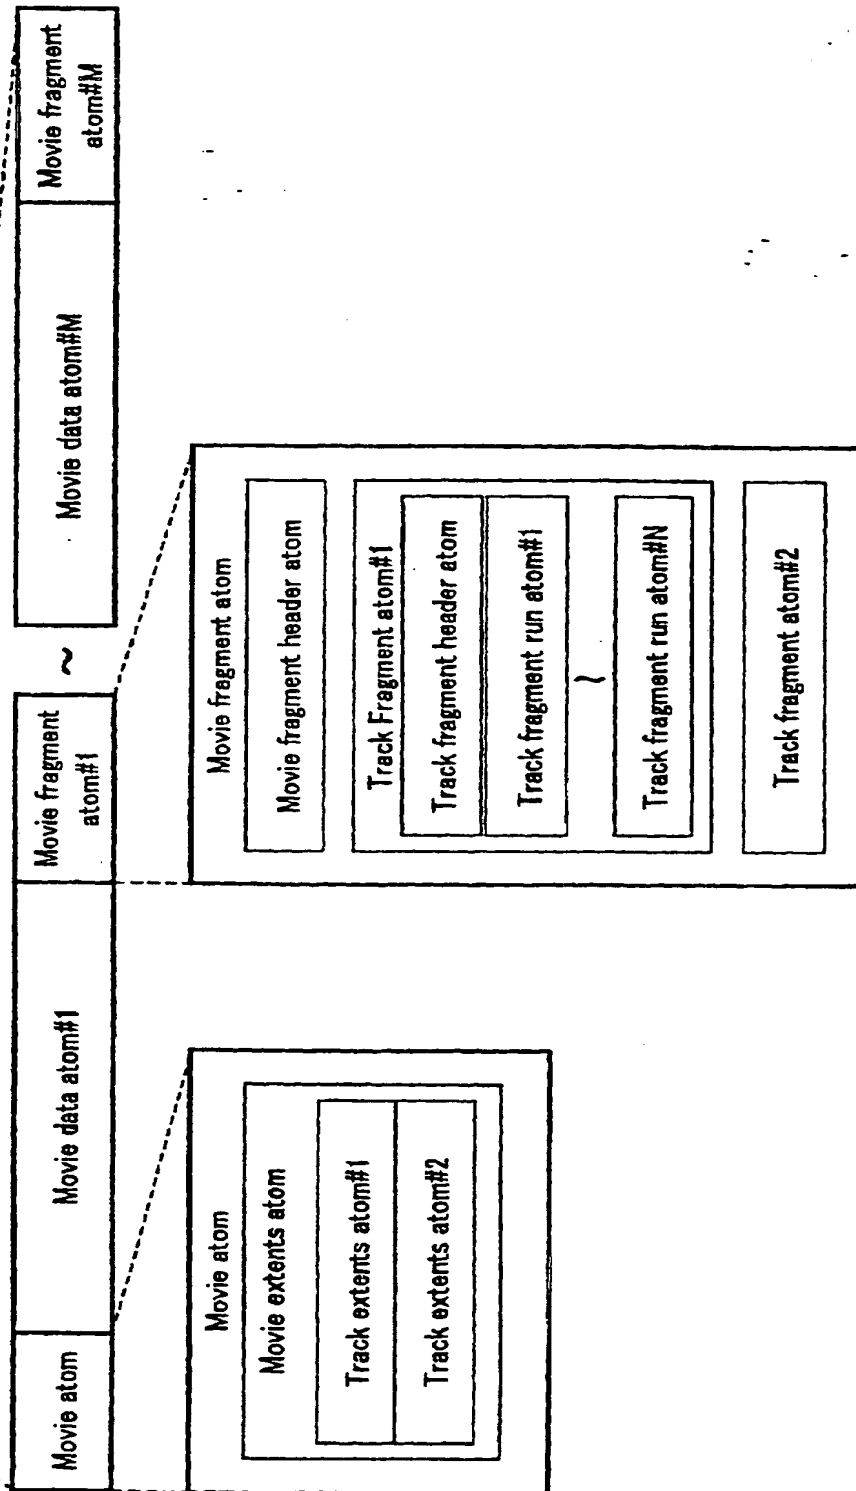 Movie atom
Movie data atom#1
Movie fragment
atom#1
~
Movie data atom#M
Movie fragment
atom#M
Movie atom
Movie extents atom
Track extents atom#1
Track extents atom#2
Movie fragment atom
Movie fragment header atom
Track Fragment atom#1
Track fragment header atom
Track fragment run atom#1
~
Track fragment run atom#N
Track fragment atom#2